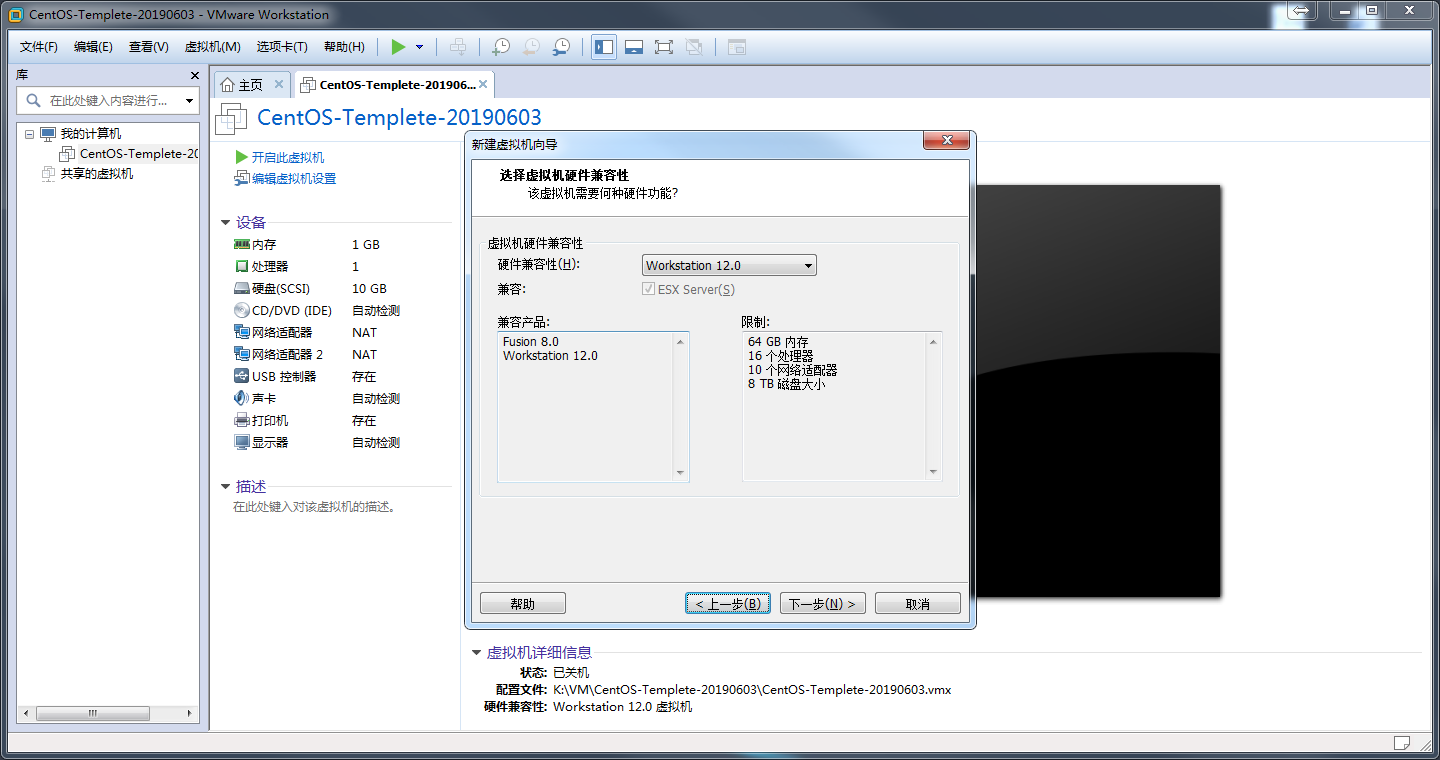 CentOS-Templete-20190603 - VMware Workstation
文件(F) 编辑(E) 查看(V) 虚拟机(M) 选项卡(T) 帮助(H)
库
在此处键入内容进行...
我的计算机
CentOS-Templete-20
共享的虚拟机
主页
CentOS-Templete-201906...
CentOS-Templete-20190603
开启此虚拟机
编辑虚拟机设置
设备
内存 1 GB
处理器 1
硬盘(SCSI) 10 GB
CD/DVD (IDE) 自动检测
网络适配器 NAT
网络适配器 2 NAT
USB 控制器 存在
声卡 自动检测
打印机 存在
显示器 自动检测
描述
在此处键入对该虚拟机的描述。
新建虚拟机向导
选择虚拟机硬件兼容性
该虚拟机需要何种硬件功能?
虚拟机硬件兼容性
硬件兼容性(H): Workstation 12.0
兼容: ESX Server(S)
兼容产品:
Fusion 8.0
Workstation 12.0
限制:
64 GB 内存
16 个处理器
10 个网络适配器
8 TB 磁盘大小
帮助 < 上一步(B) 下一步(N) > 取消
虚拟机详细信息
状态: 已关机
配置文件: K:\VM\CentOS-Templete-20190603\CentOS-Templete-20190603.vmx
硬件兼容性: Workstation 12.0 虚拟机